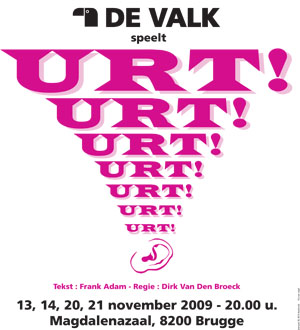 DE VALK
speelt
URT!
URT!
URT!
URT!
URT!
URT!
URT!
Tekst : Frank Adam - Regie : Dirk Van Den Broeck
13, 14, 20, 21 november 2009 - 20.00 u.
Magdalenazaal, 8200 Brugge